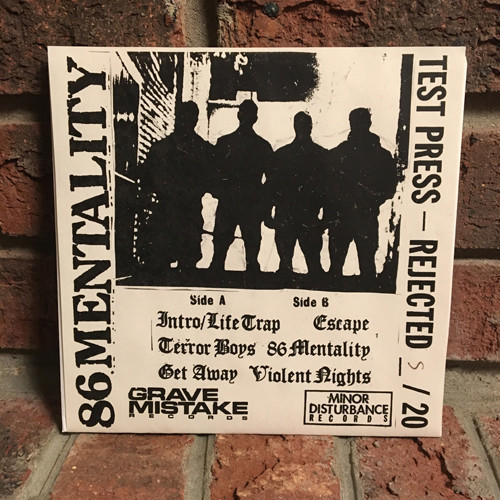 86 MENTALITY
TEST PRESS — REJECTED 5/20
Side A Side B
Intro/Life Trap Escape
Terror Boys 86 Mentality
Get Away Violent Nights
GRAVE
MISTAKE
RECORDS
MINOR
DISTURBANCE
RECORDS